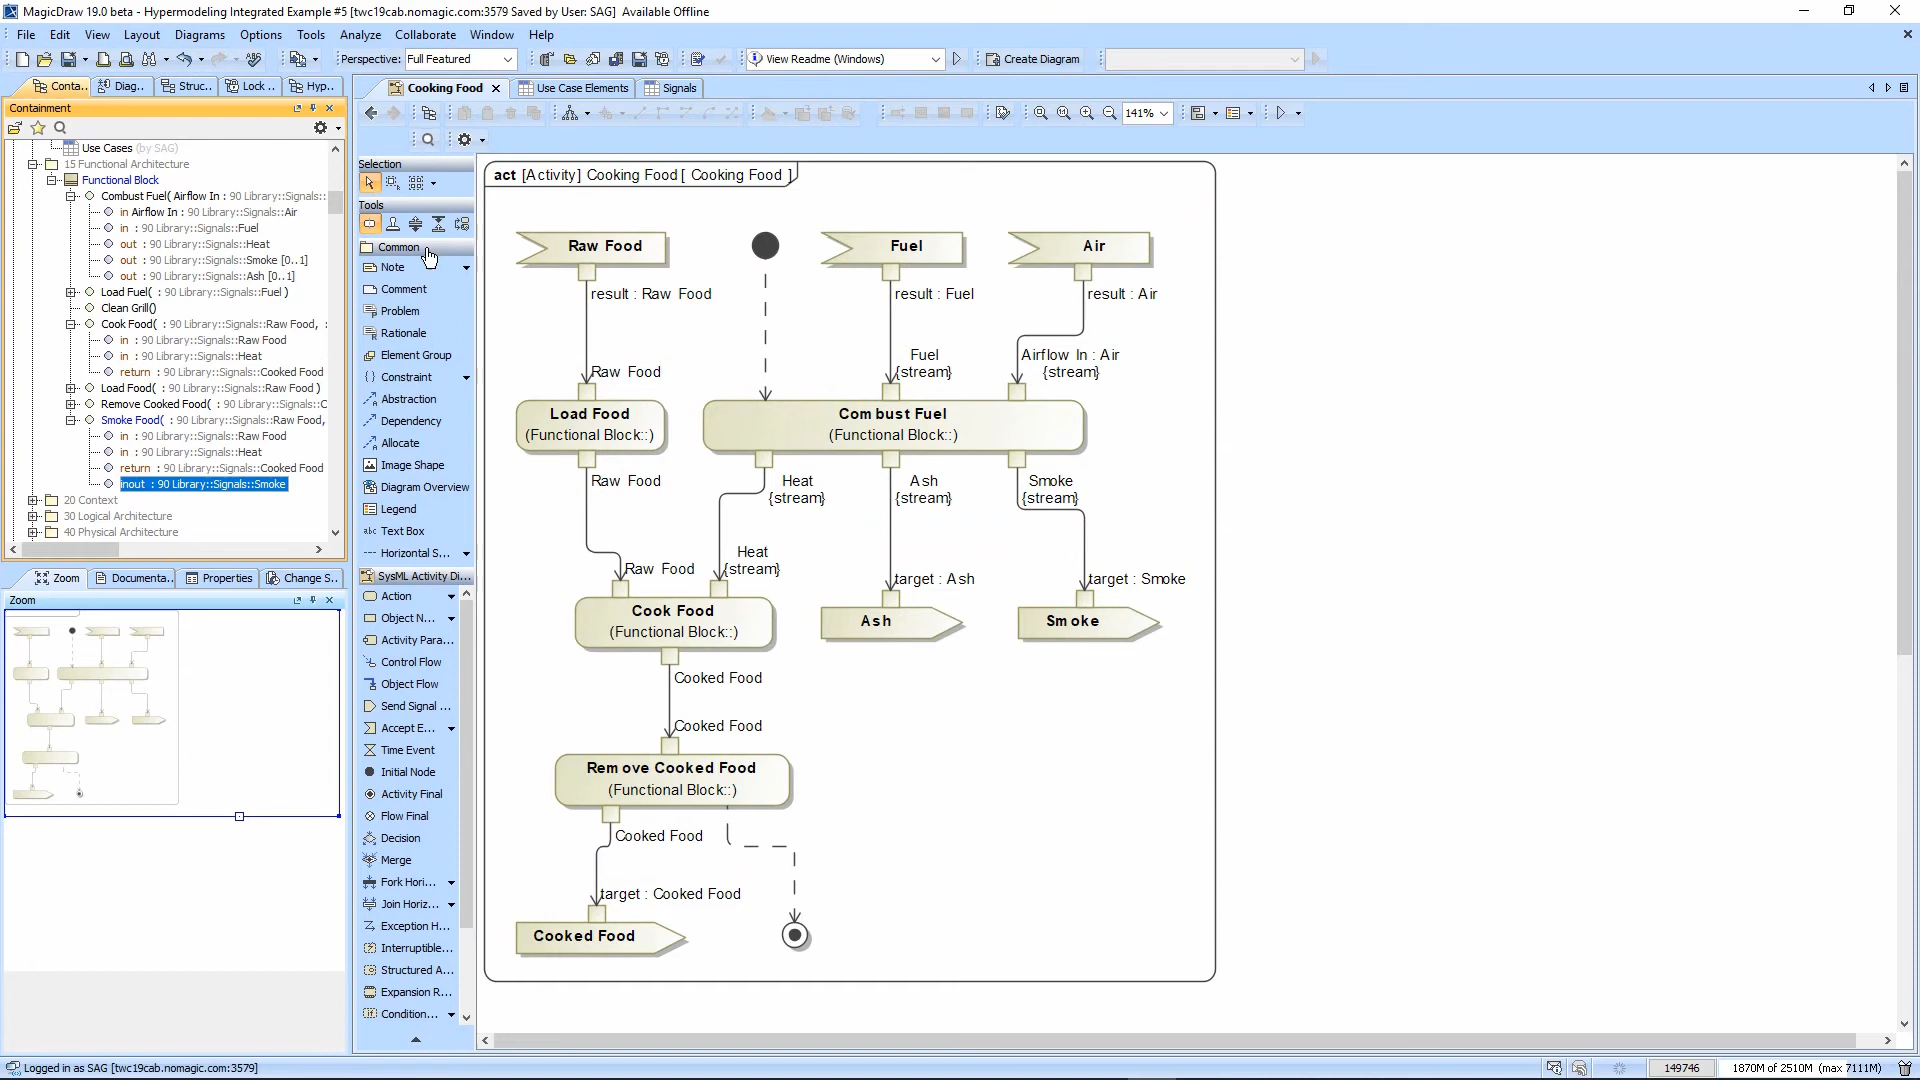 MagicDraw 19.0 beta - Hypermodeling Integrated Example #5 [twc19cab.nomagic.com:3579 Saved by User: SAG] Available Offline
File Edit View Layout Diagrams Options Tools Analyze Collaborate Window Help
Perspective: Full Featured View Readme (Windows) Create Diagram
Conta.. Diag.. Struc.. Lock .. Hyp..
Cooking Food Use Case Elements Signals
Containment
141%
Use Cases (by SAG)
15 Functional Architecture
Functional Block
Combust Fuel( Airflow In : 90 Library::Signals::
in Airflow In : 90 Library::Signals::Air
in : 90 Library::Signals::Fuel
out : 90 Library::Signals::Heat
out : 90 Library::Signals::Smoke [0..1]
out : 90 Library::Signals::Ash [0..1]
Load Fuel( : 90 Library::Signals::Fuel )
Clean Grill()
Cook Food( : 90 Library::Signals::Raw Food, :
in : 90 Library::Signals::Raw Food
in : 90 Library::Signals::Heat
return : 90 Library::Signals::Cooked Food
Load Food( : 90 Library::Signals::Raw Food )
Remove Cooked Food( : 90 Library::Signals::C
Smoke Food( : 90 Library::Signals::Raw Food,
in : 90 Library::Signals::Raw Food
in : 90 Library::Signals::Heat
return : 90 Library::Signals::Cooked Food
inout : 90 Library::Signals::Smoke
20 Context
30 Logical Architecture
40 Physical Architecture
Zoom Documenta.. Properties Change S..
Zoom
Selection
Tools
Common
Note
Comment
Problem
Rationale
Element Group
{ } Constraint
Abstraction
Dependency
Allocate
Image Shape
Diagram Overview
Legend
abc Text Box
Horizontal S...
SysML Activity Di...
Action
Object N...
Activity Para...
Control Flow
Object Flow
Send Signal ...
Accept E...
Time Event
Initial Node
Activity Final
Flow Final
Decision
Merge
Fork Hori...
Join Horiz...
Exception H...
Interruptible...
Structured A...
Expansion R...
Condition...
act [Activity] Cooking Food [ Cooking Food ]
Raw Food Fuel Air
result : Raw Food result : Fuel result : Air
Raw Food
Fuel
{stream}
Airflow In : Air
{stream}
Load Food
(Functional Block::)
Combust Fuel
(Functional Block::)
Raw Food
Heat
{stream}
Ash
{stream}
Smoke
{stream}
Raw Food
Heat
{stream}
target : Ash target : Smoke
Cook Food
(Functional Block::)
Ash Smoke
Cooked Food
Cooked Food
Remove Cooked Food
(Functional Block::)
Cooked Food
target : Cooked Food
Cooked Food
Logged in as SAG [twc19cab.nomagic.com:3579]
149746 1870M of 2510M (max 7111M)